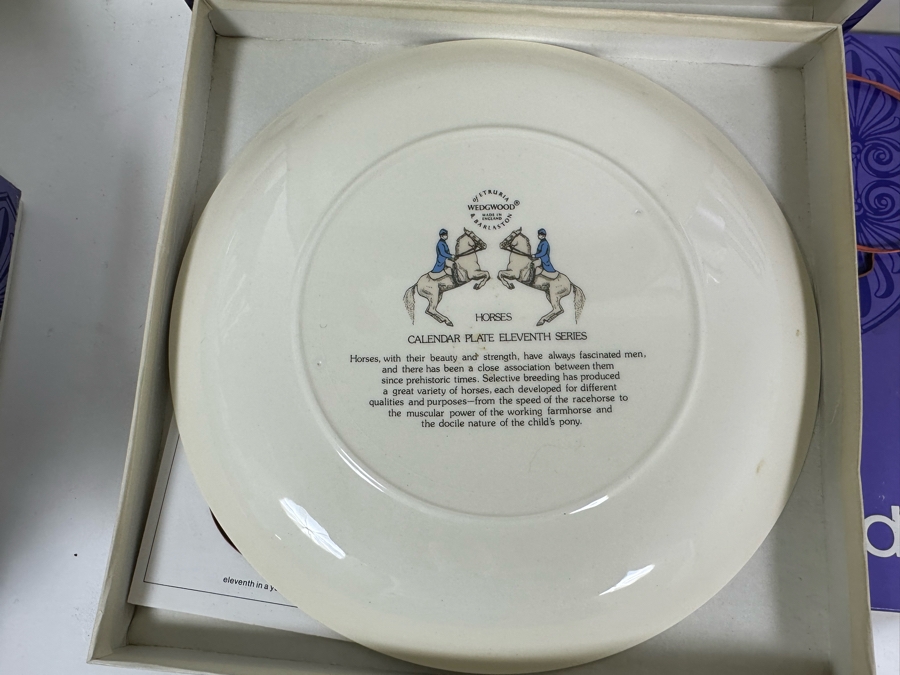 of ETRURIA
WEDGWOOD®
MADE IN
ENGLAND
& BARLASTON
HORSES
CALENDAR PLATE ELEVENTH SERIES
Horses, with their beauty and strength, have always fascinated men,
and there has been a close association between them
since prehistoric times. Selective breeding has produced
a great variety of horses, each developed for different
qualities and purposes—from the speed of the racehorse to
the muscular power of the working farmhorse and
the docile nature of the child's pony.
eleventh in a